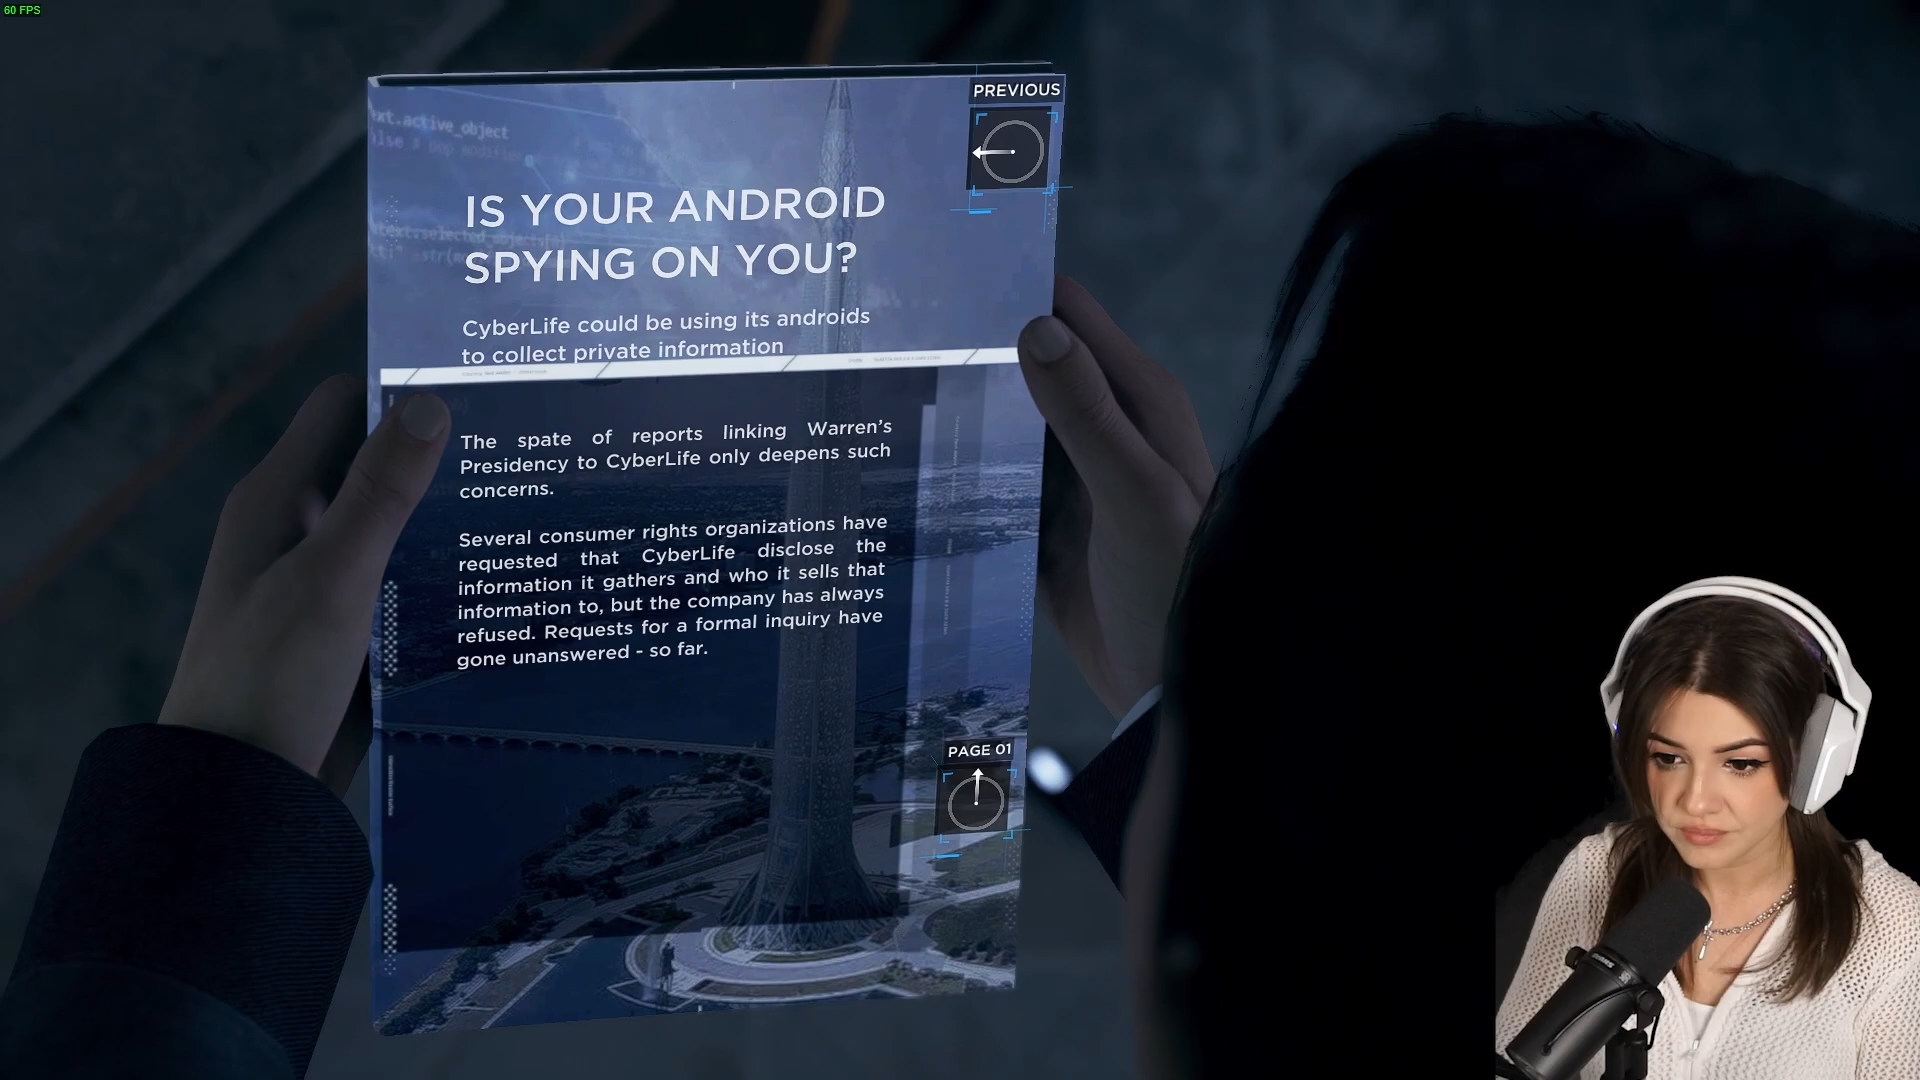 60 FPS
PREVIOUS
ext.active_object
IS YOUR ANDROID
SPYING ON YOU?
CyberLife could be using its androids
to collect private information
The spate of reports linking Warren's
Presidency to CyberLife only deepens such
concerns.
Several consumer rights organizations have
requested that CyberLife disclose the
information it gathers and who it sells that
information to, but the company has always
refused. Requests for a formal inquiry have
gone unanswered - so far.
PAGE 01